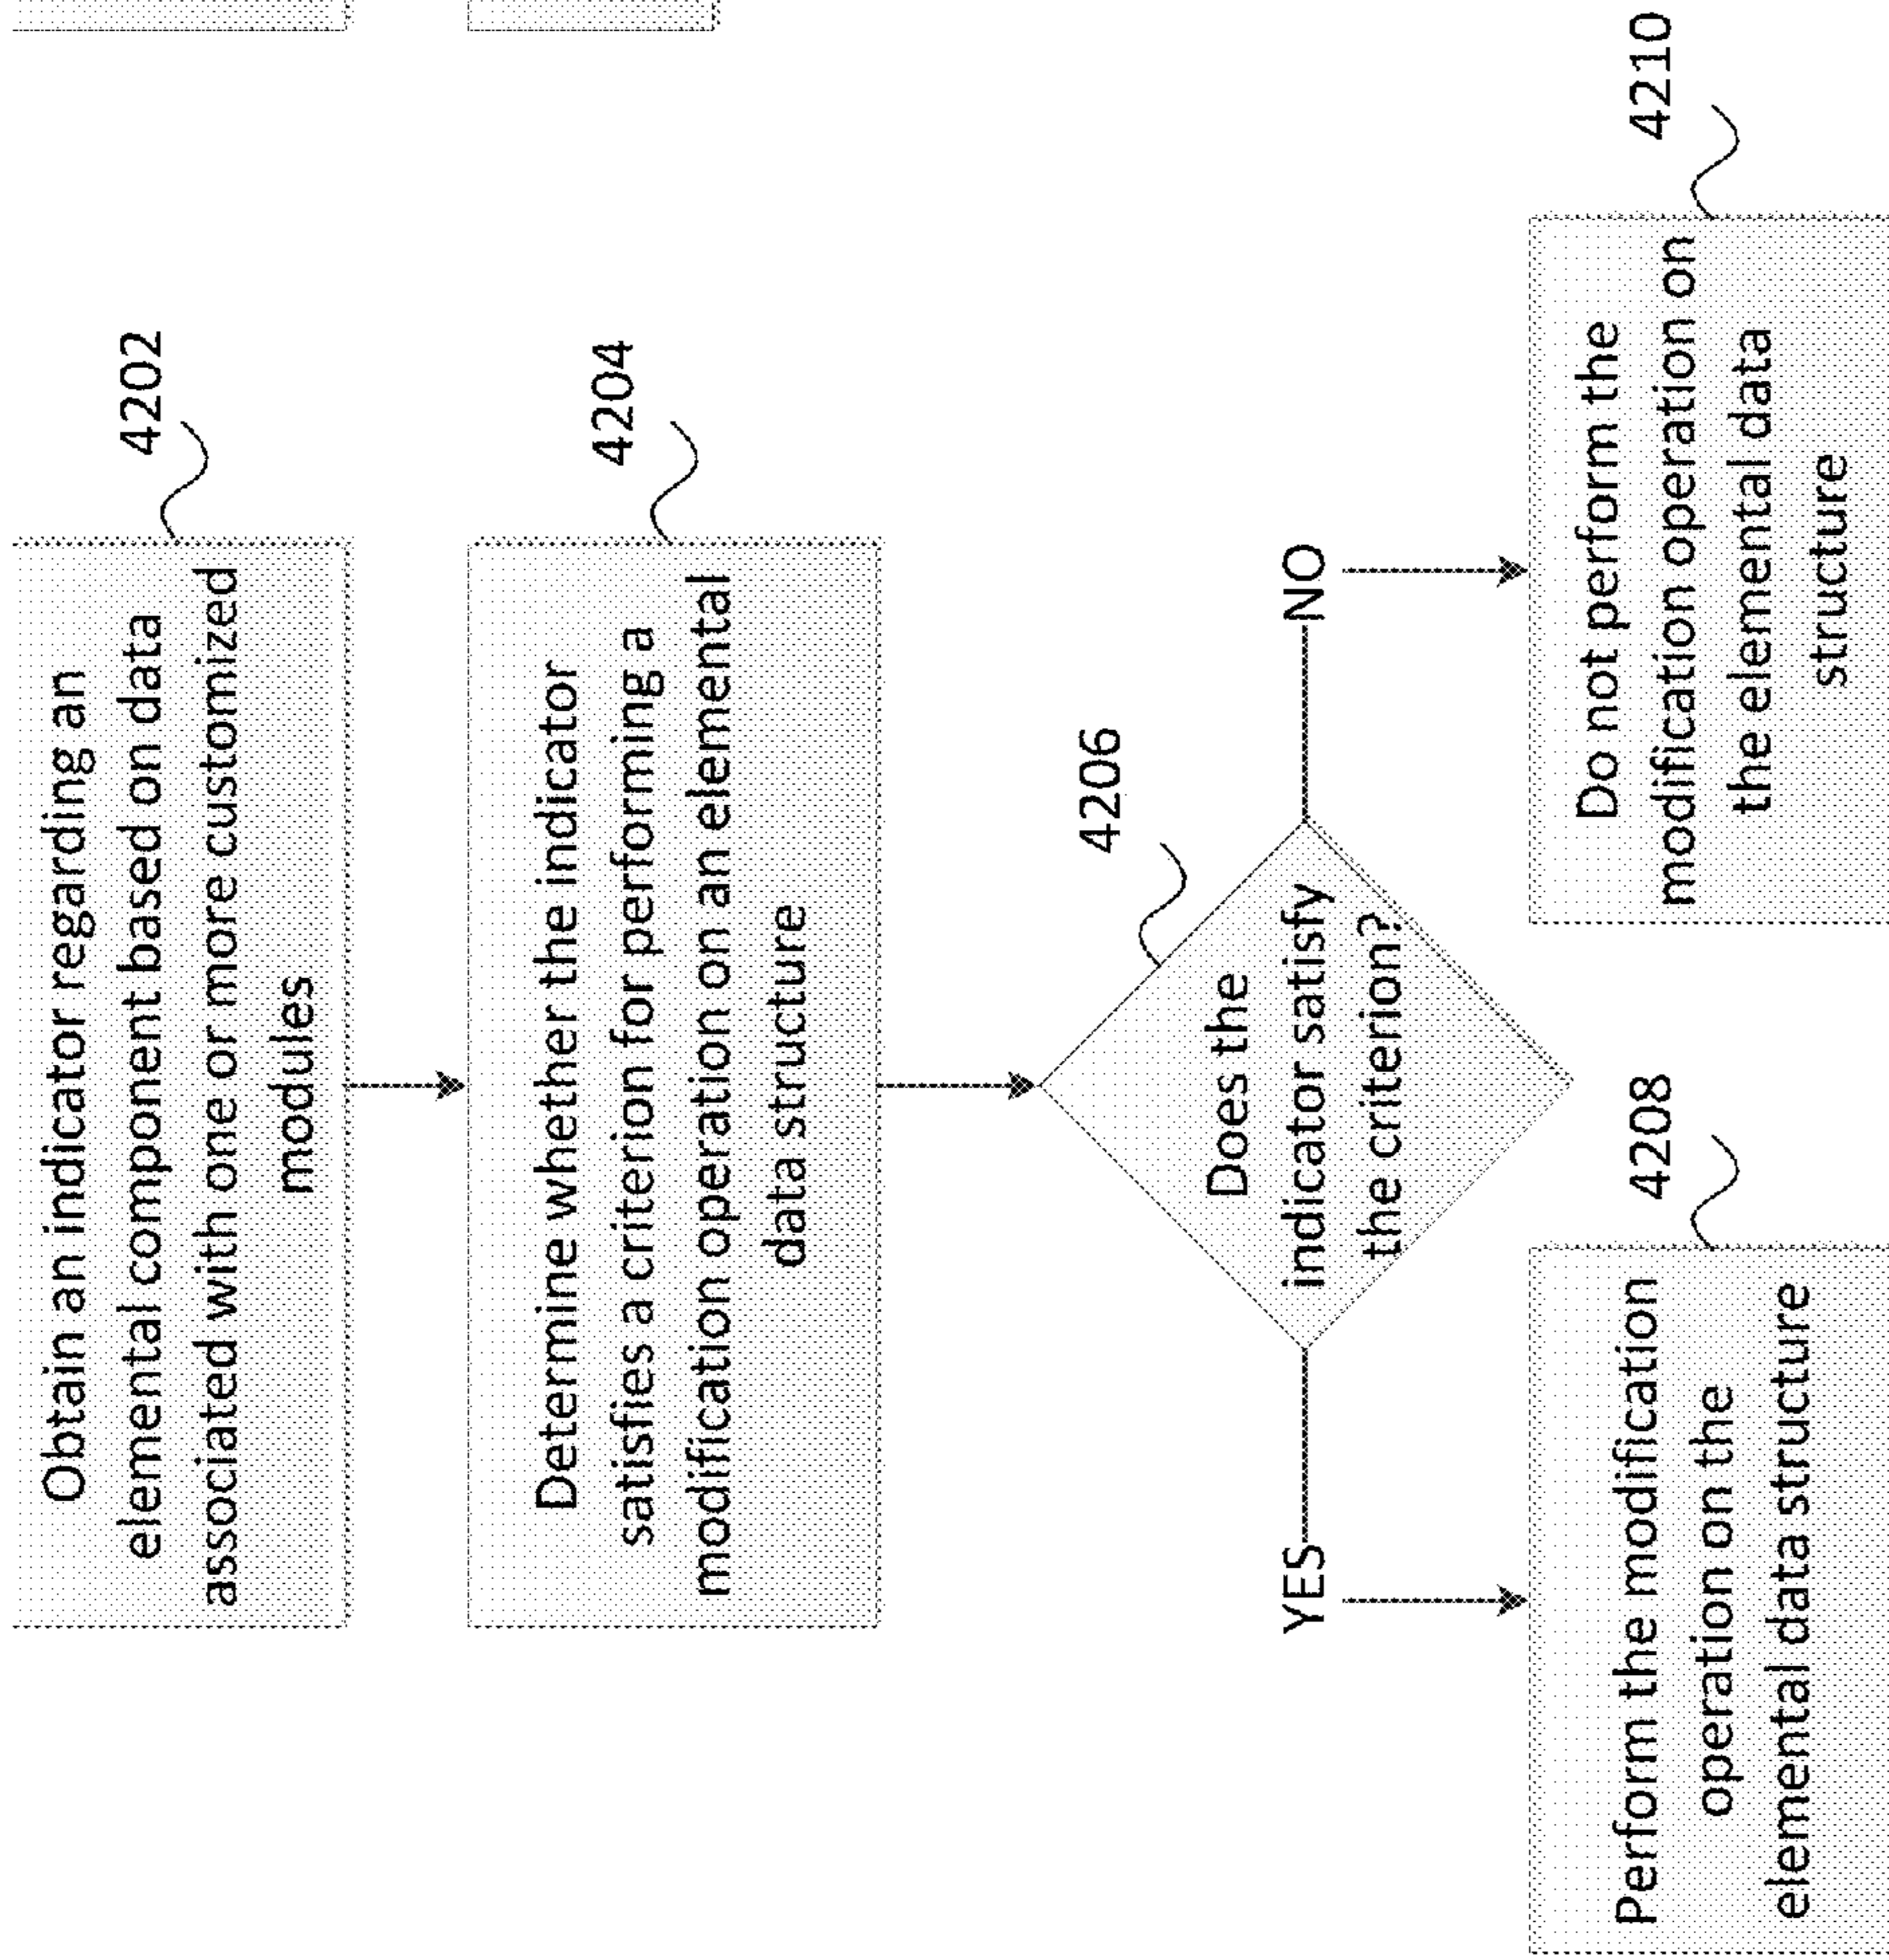 4202
Obtain an indicator regarding an
elemental component based on data
associated with one or more customized
modules
4204
Determine whether the indicator
satisfies a criterion for performing a
modification operation on an elemental
data structure
4206
Does the
indicator satisfy
the criterion?
YES
NO
4208
Perform the modification
operation on the
elemental data structure
4210
Do not perform the
modification operation on
the elemental data
structure